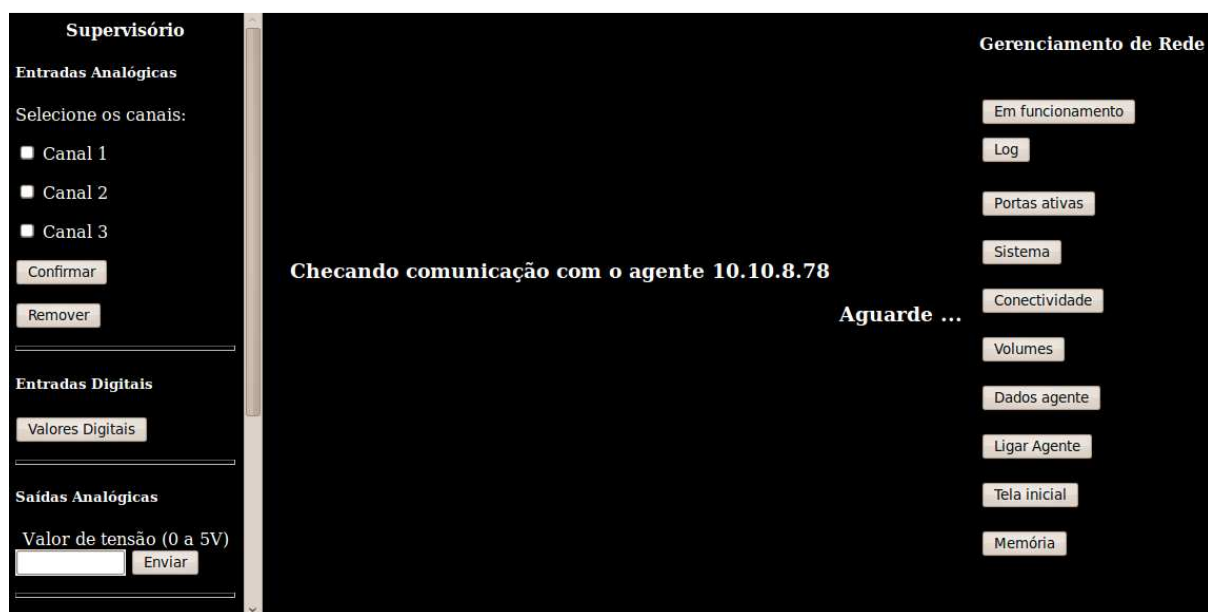 Supervisório
Entradas Analógicas
Selecione os canais:
Canal 1
Canal 2
Canal 3
Confirmar
Remover
Entradas Digitais
Valores Digitais
Saídas Analógicas
Valor de tensão (0 a 5V)
Enviar
Checando comunicação com o agente 10.10.8.78
Aguarde ...
Gerenciamento de Rede
Em funcionamento
Log
Portas ativas
Sistema
Conectividade
Volumes
Dados agente
Ligar Agente
Tela inicial
Memória